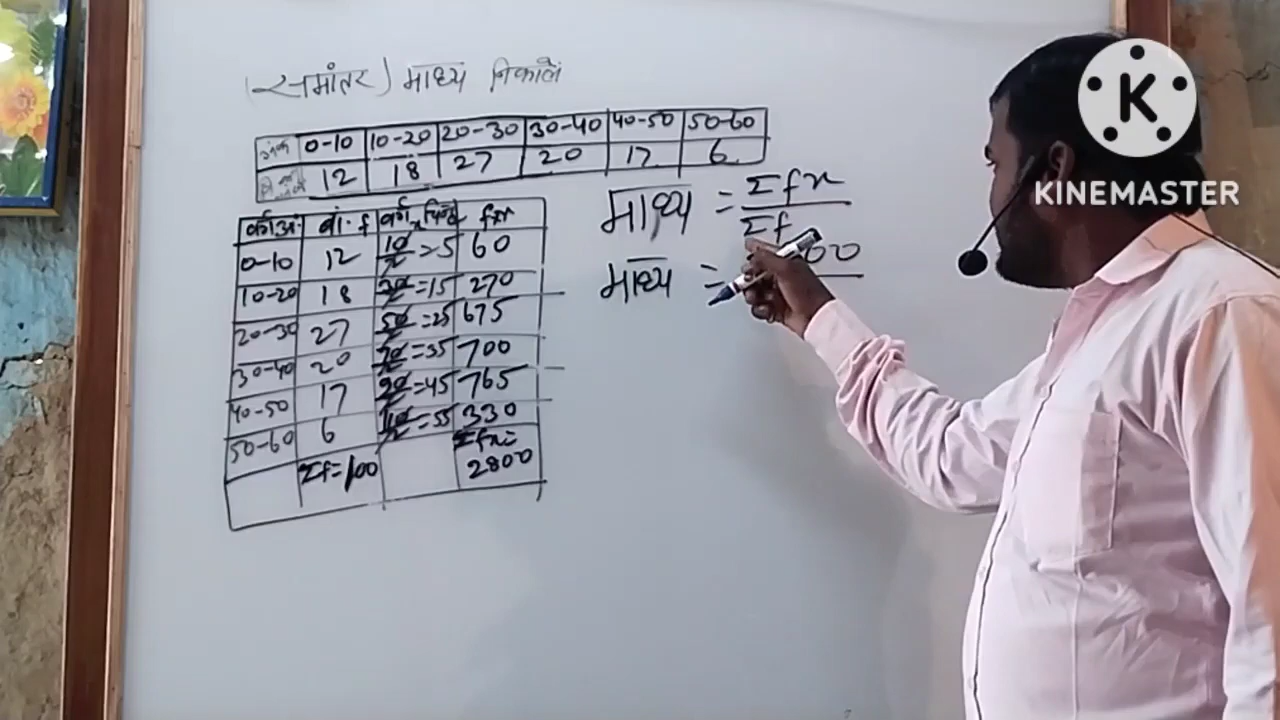 (समांतर) माध्य निकालें
अंक 0-10 10-20 20-30 30-40 40-50 50-60
12 18 27 20 17 6
माध्य = Σfx / Σf
वर्ग अं. बा. f वर्ग चिन्ह x fx
0-10 12 10/2 =5 60
10-20 18 30/2 =15 270
20-30 27 50/2 =25 675
30-40 20 70/2 =35 700
40-50 17 90/2 =45 765
50-60 6 110/2 =55 330
Σf=100 Σfx= 2800
माध्य = 00
K
KINEMASTER